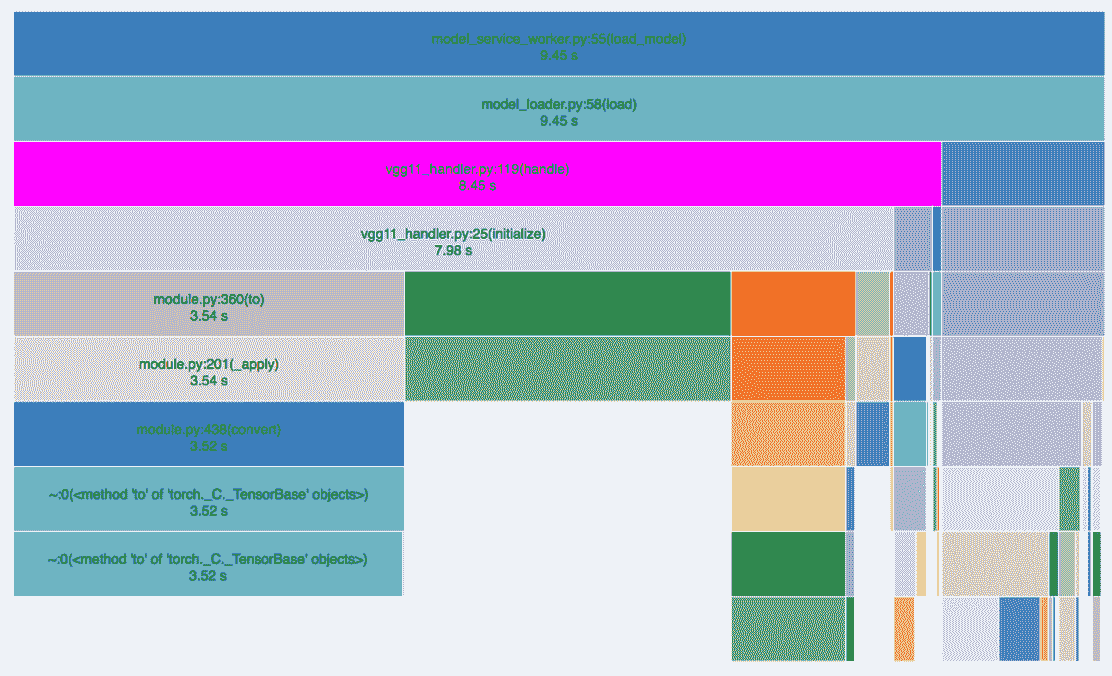 model_service_worker.py:55(load_model)
9.45 s
model_loader.py:58(load)
9.45 s
vgg11_handler.py:119(handle)
8.45 s
vgg11_handler.py:25(initialize)
7.98 s
module.py:360(to)
3.54 s
module.py:201(_apply)
3.54 s
module.py:438(convert)
3.52 s
~:0(<method 'to' of 'torch._C._TensorBase' objects>)
3.52 s
~:0(<method 'to' of 'torch._C._TensorBase' objects>)
3.52 s